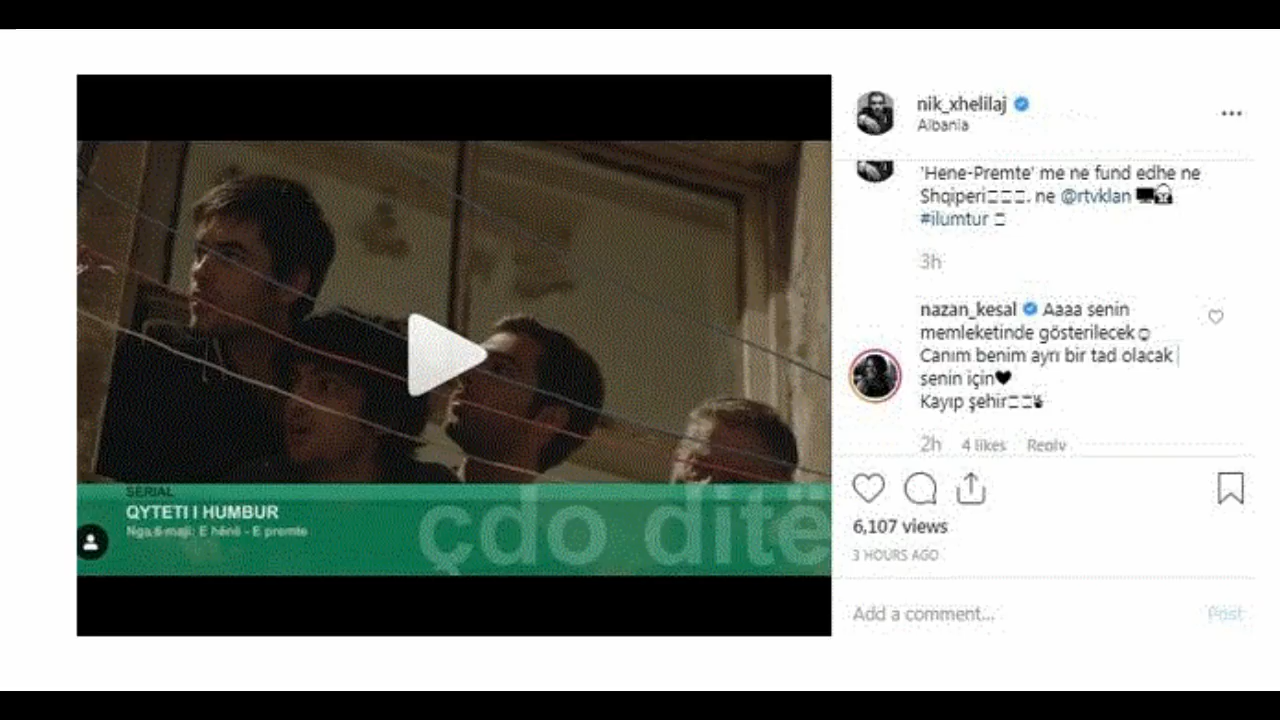 SERIAL
QYTETI I HUMBUR
Nga 6 maji: E hënë - E premte
çdo ditë
nik_xhelilaj
Albania
'Hene-Premte' me ne fund edhe ne
Shqiperi. ne @rtvklan
#ilumtur
3h
nazan_kesal Aaaa senin
memleketinde gösterilecek
Canım benim ayrı bir tad olacak
senin için🖤
Kayıp şehir
2h 4 likes Reply
6,107 views
3 HOURS AGO
Add a comment... Post